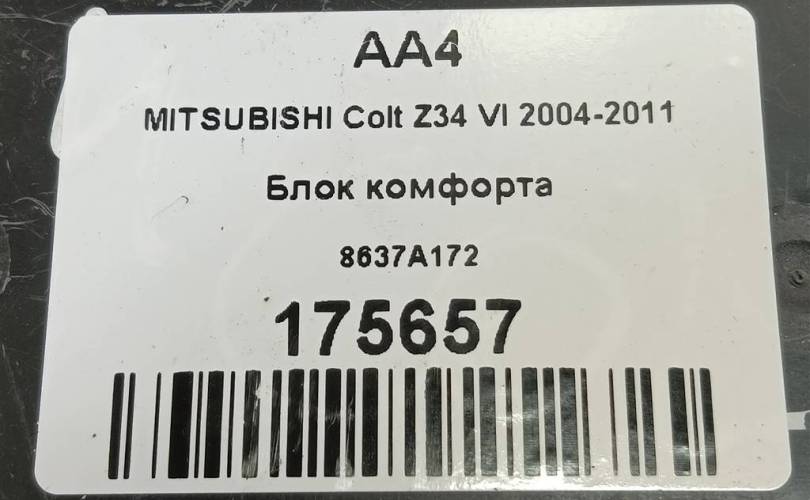 AA4
MITSUBISHI Colt Z34 VI 2004-2011
Блок комфорта
8637A172
175657